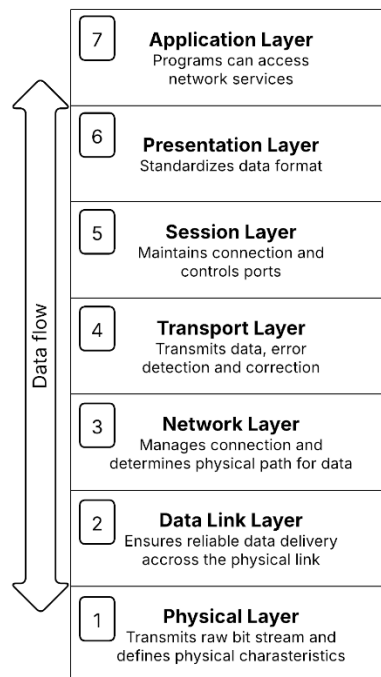 7
Application Layer
Programs can access
network services
6
Presentation Layer
Standardizes data format
5
Session Layer
Maintains connection and
controls ports
4
Transport Layer
Transmits data, error
detection and correction
3
Network Layer
Manages connection and
determines physical path for data
2
Data Link Layer
Ensures reliable data delivery
accross the physical link
1
Physical Layer
Transmits raw bit stream and
defines physical charasteristics
Data flow